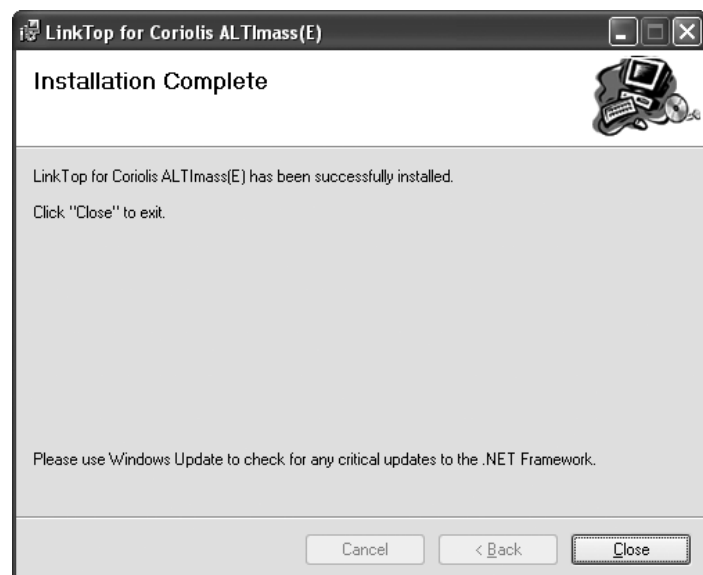 LinkTop for Coriolis ALTImass(E)
Installation Complete
LinkTop for Coriolis ALTImass(E) has been successfully installed.
Click "Close" to exit.
Please use Windows Update to check for any critical updates to the .NET Framework.
Cancel
< Back
Close